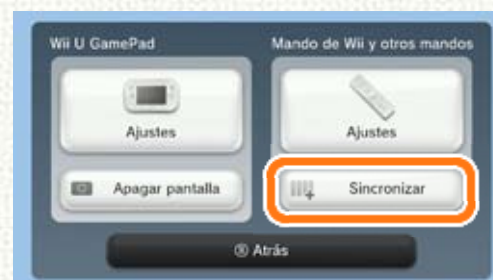 Wii U GamePad
Mando de Wii y otros mandos
Ajustes
Ajustes
Apagar pantalla
Sincronizar
Ⓑ Atrás